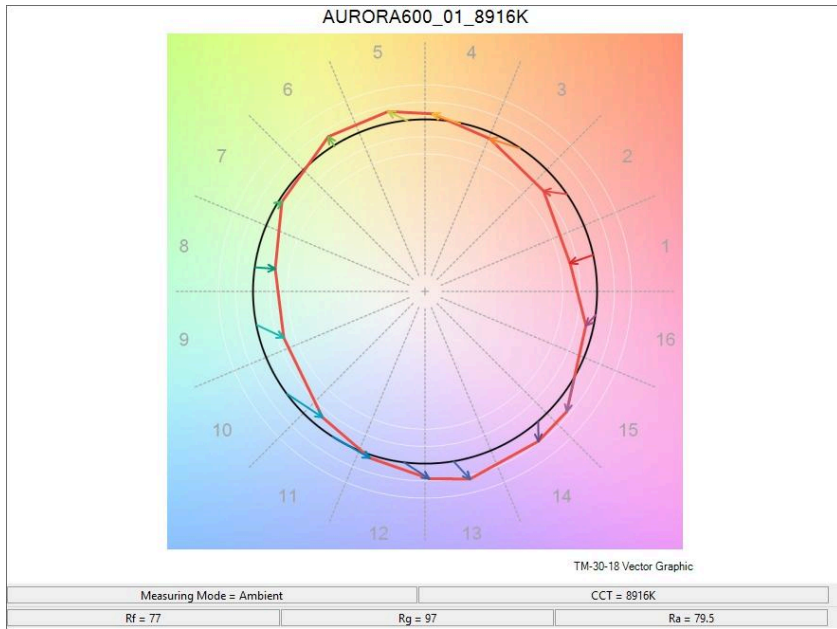 AURORA600_01_8916K
5
4
6
3
7
2
8
1
9
16
10
15
11
14
12
13
TM-30-18 Vector Graphic
Measuring Mode = Ambient
CCT = 8916K
Rf = 77
Rg = 97
Ra = 79.5